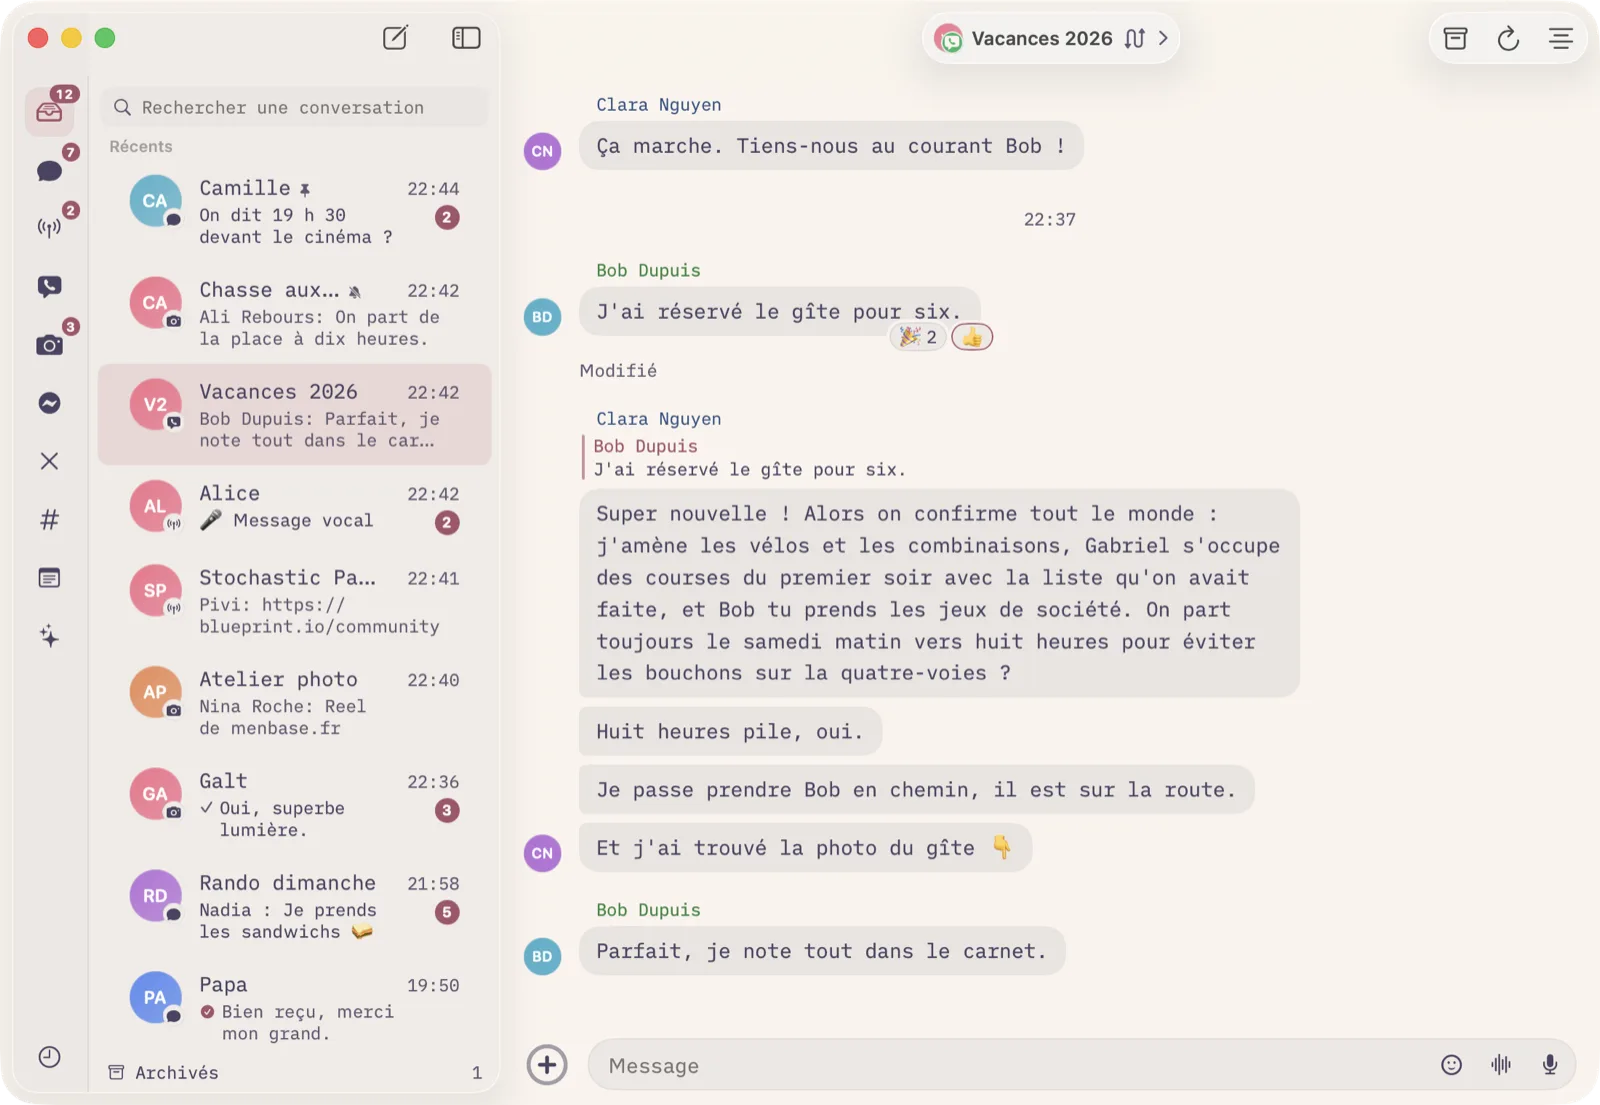 Vacances 2026
12
7
2
3
Rechercher une conversation
Récents
CA
Camille
22:44
On dit 19 h 30
devant le cinéma ?
2
CA
Chasse aux...
22:42
Ali Rebours: On part de
la place à dix heures.
V2
Vacances 2026
22:42
Bob Dupuis: Parfait, je
note tout dans le car...
AL
Alice
22:42
🎤 Message vocal
2
SP
Stochastic Pa...
22:41
Pivi: https://
blueprint.io/community
AP
Atelier photo
22:40
Nina Roche: Reel
de menbase.fr
GA
Galt
22:36
✓ Oui, superbe
lumière.
3
RD
Rando dimanche
21:58
Nadia : Je prends
les sandwichs 🥪
5
PA
Papa
19:50
Bien reçu, merci
mon grand.
Archivés
1
Clara Nguyen
CN
Ça marche. Tiens-nous au courant Bob !
22:37
Bob Dupuis
BD
J'ai réservé le gîte pour six.
🎉 2 👍
Modifié
Clara Nguyen
Bob Dupuis
J'ai réservé le gîte pour six.
Super nouvelle ! Alors on confirme tout le monde :
j'amène les vélos et les combinaisons, Gabriel s'occupe
des courses du premier soir avec la liste qu'on avait
faite, et Bob tu prends les jeux de société. On part
toujours le samedi matin vers huit heures pour éviter
les bouchons sur la quatre-voies ?
Huit heures pile, oui.
Je passe prendre Bob en chemin, il est sur la route.
CN
Et j'ai trouvé la photo du gîte 👇
Bob Dupuis
BD
Parfait, je note tout dans le carnet.
Message